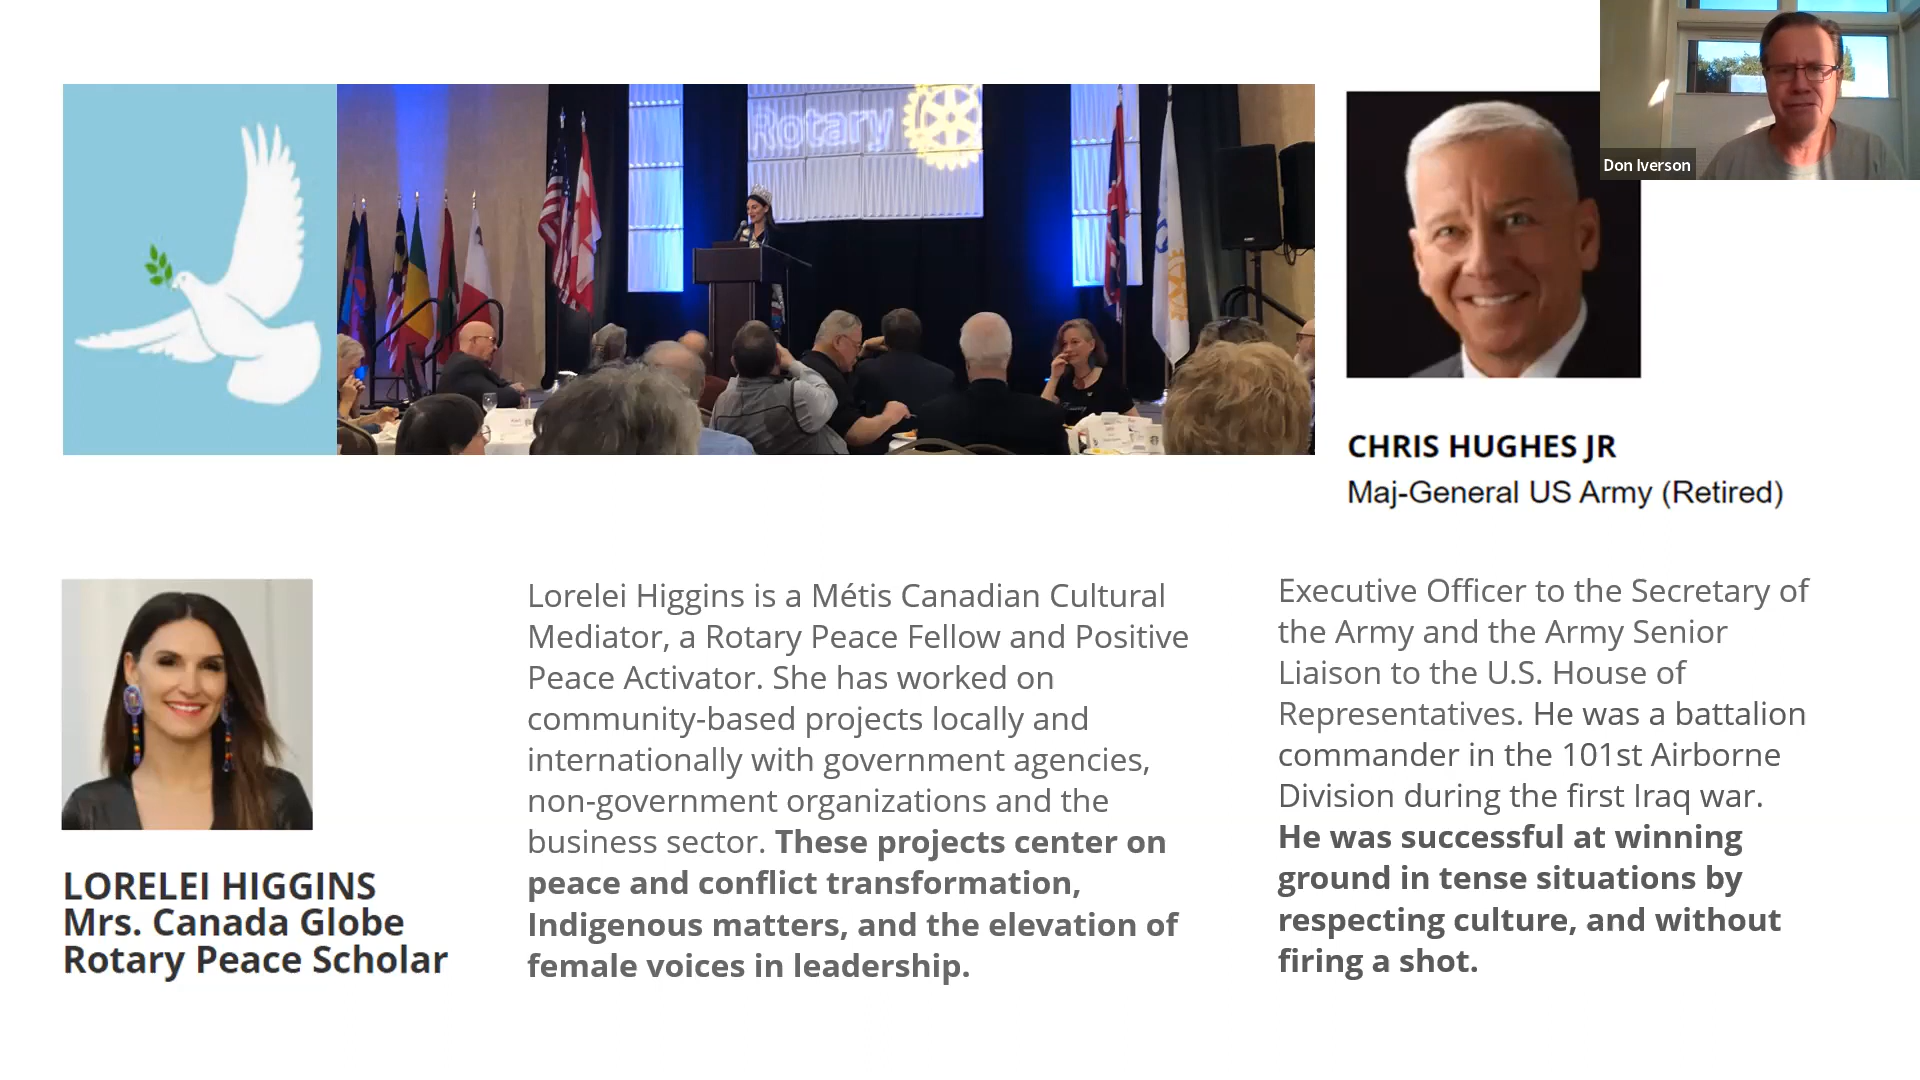 Rotary
Don Iverson
CHRIS HUGHES JR
Maj-General US Army (Retired)
LORELEI HIGGINS
Mrs. Canada Globe
Rotary Peace Scholar
Lorelei Higgins is a Métis Canadian Cultural
Mediator, a Rotary Peace Fellow and Positive
Peace Activator. She has worked on
community-based projects locally and
internationally with government agencies,
non-government organizations and the
business sector. These projects center on
peace and conflict transformation,
Indigenous matters, and the elevation of
female voices in leadership.
Executive Officer to the Secretary of
the Army and the Army Senior
Liaison to the U.S. House of
Representatives. He was a battalion
commander in the 101st Airborne
Division during the first Iraq war.
He was successful at winning
ground in tense situations by
respecting culture, and without
firing a shot.